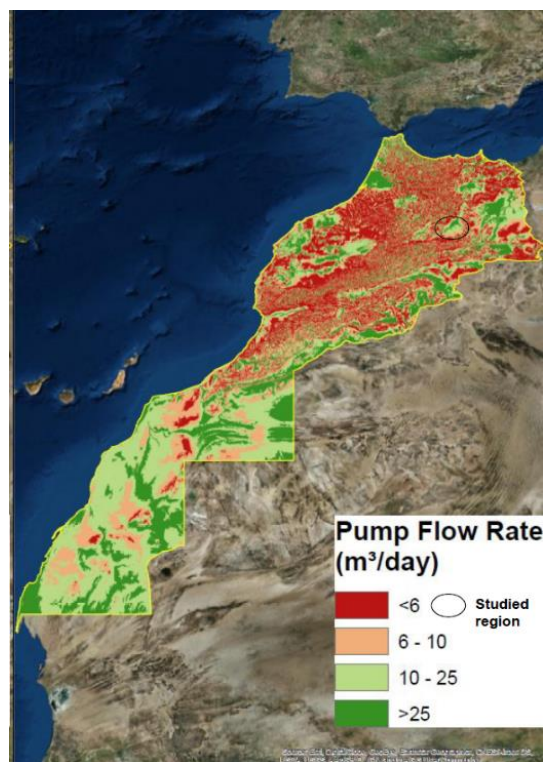 Pump Flow Rate
(m³/day)
<6
Studied
region
6 - 10
10 - 25
>25